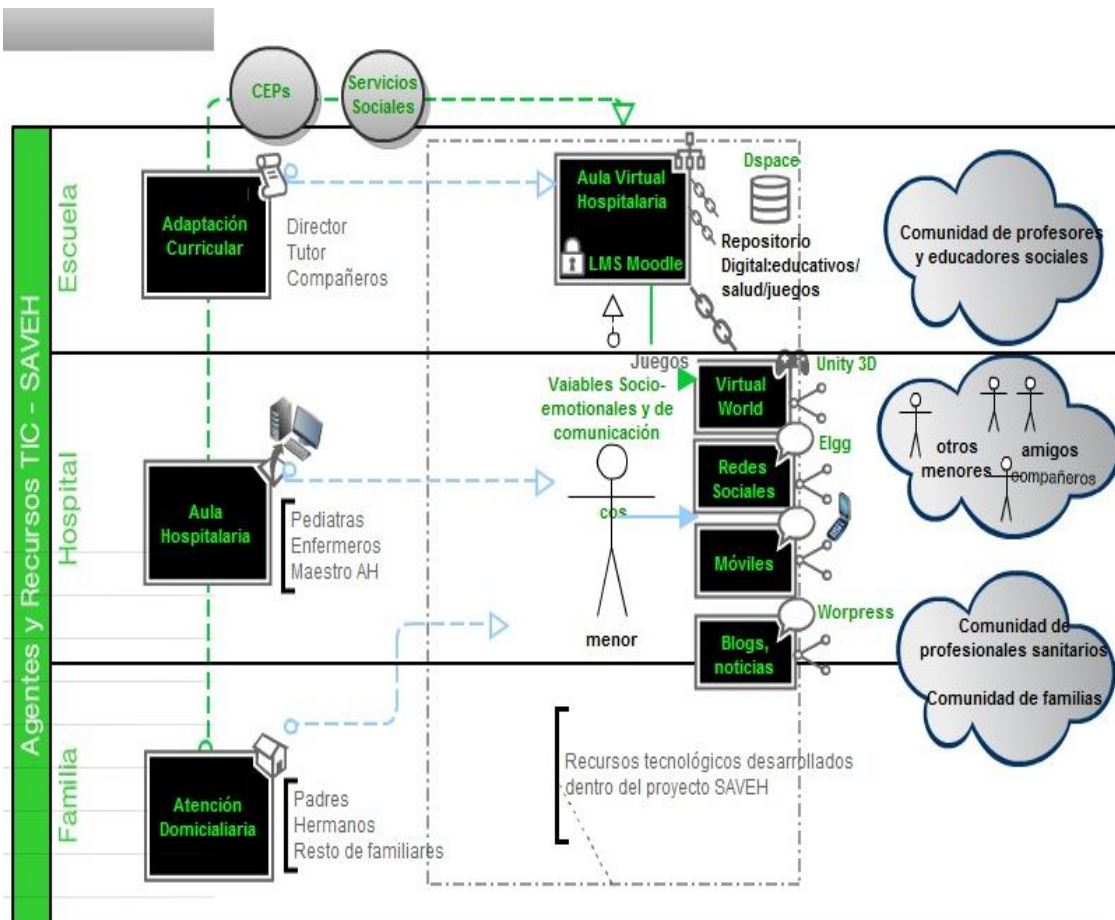 CEPs
Servicios
Sociales
Agentes y Recursos TIC - SAVEH
Escuela
Adaptación
Curricular
Director
Tutor
Compañeros
Aula Virtual
Hospitalaria
LMS Moodle
Dspace
Repositorio
Digital:educativos/
salud/juegos
Comunidad de profesores
y educadores sociales
Hospital
Aula
Hospitalaria
Pediatras
Enfermeros
Maestro AH
Vaiables Socio-
emotionales y de
comunicación
cos
menor
Juegos
Unity 3D
Virtual
World
Elgg
Redes
Sociales
Móviles
Worpress
Blogs,
noticias
otros
menores
amigos
compañeros
Comunidad de
profesionales sanitarios
Comunidad de familias
Familia
Atención
Domicialiaria
Padres
Hermanos
Resto de familiares
Recursos tecnológicos desarrollados
dentro del proyecto SAVEH